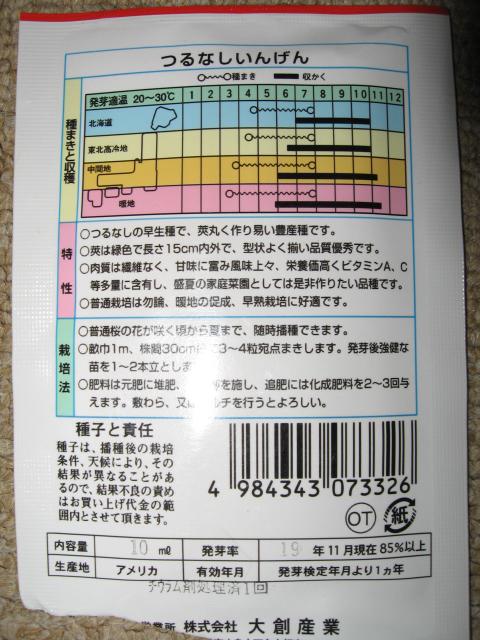 つるなしいんげん
種まき 収かく
種まきと収穫
発芽適温 20〜30℃ 1 2 3 4 5 6 7 8 9 10 11 12
北海道
東北高冷地
中間地
暖地
特性
○つるなしの早生種で、莢丸く作り易い豊産種です。
○莢は緑色で長さ15cm内外で、型状よく揃い品質優秀です。
○肉質は繊維なく、甘味に富み風味上々、栄養価高くビタミンA、C
等多量に含有し、盛夏の家庭菜園としては是非作りたい品種です。
○普通栽培は勿論、暖地の促成、早熟栽培に好適です。
栽培法
○普通桜の花が咲く頃から夏まで、随時播種できます。
○畝巾1m、株間30cm 3〜4粒宛点まきします。発芽後強健な
苗を1〜2本立としま
○肥料は元肥に堆肥、 を施し、追肥には化成肥料を2〜3回与
えます。敷わら、又 ルチを行うとよろしい。
種子と責任
種子は、播種後の栽培
条件、天候により、その
結果が異なることがあ
るので、結果不良の責め
はお買い上げ代金の範
囲内とさせて頂きます。
4 984343 073326
OT 紙
内容量 10 mℓ 発芽率 19 年11月現在85%以上
生産地 アメリカ 有効年月 発芽検定年月より1ヵ年
チウラム剤処理済1回
業所 株式会社 大創産業